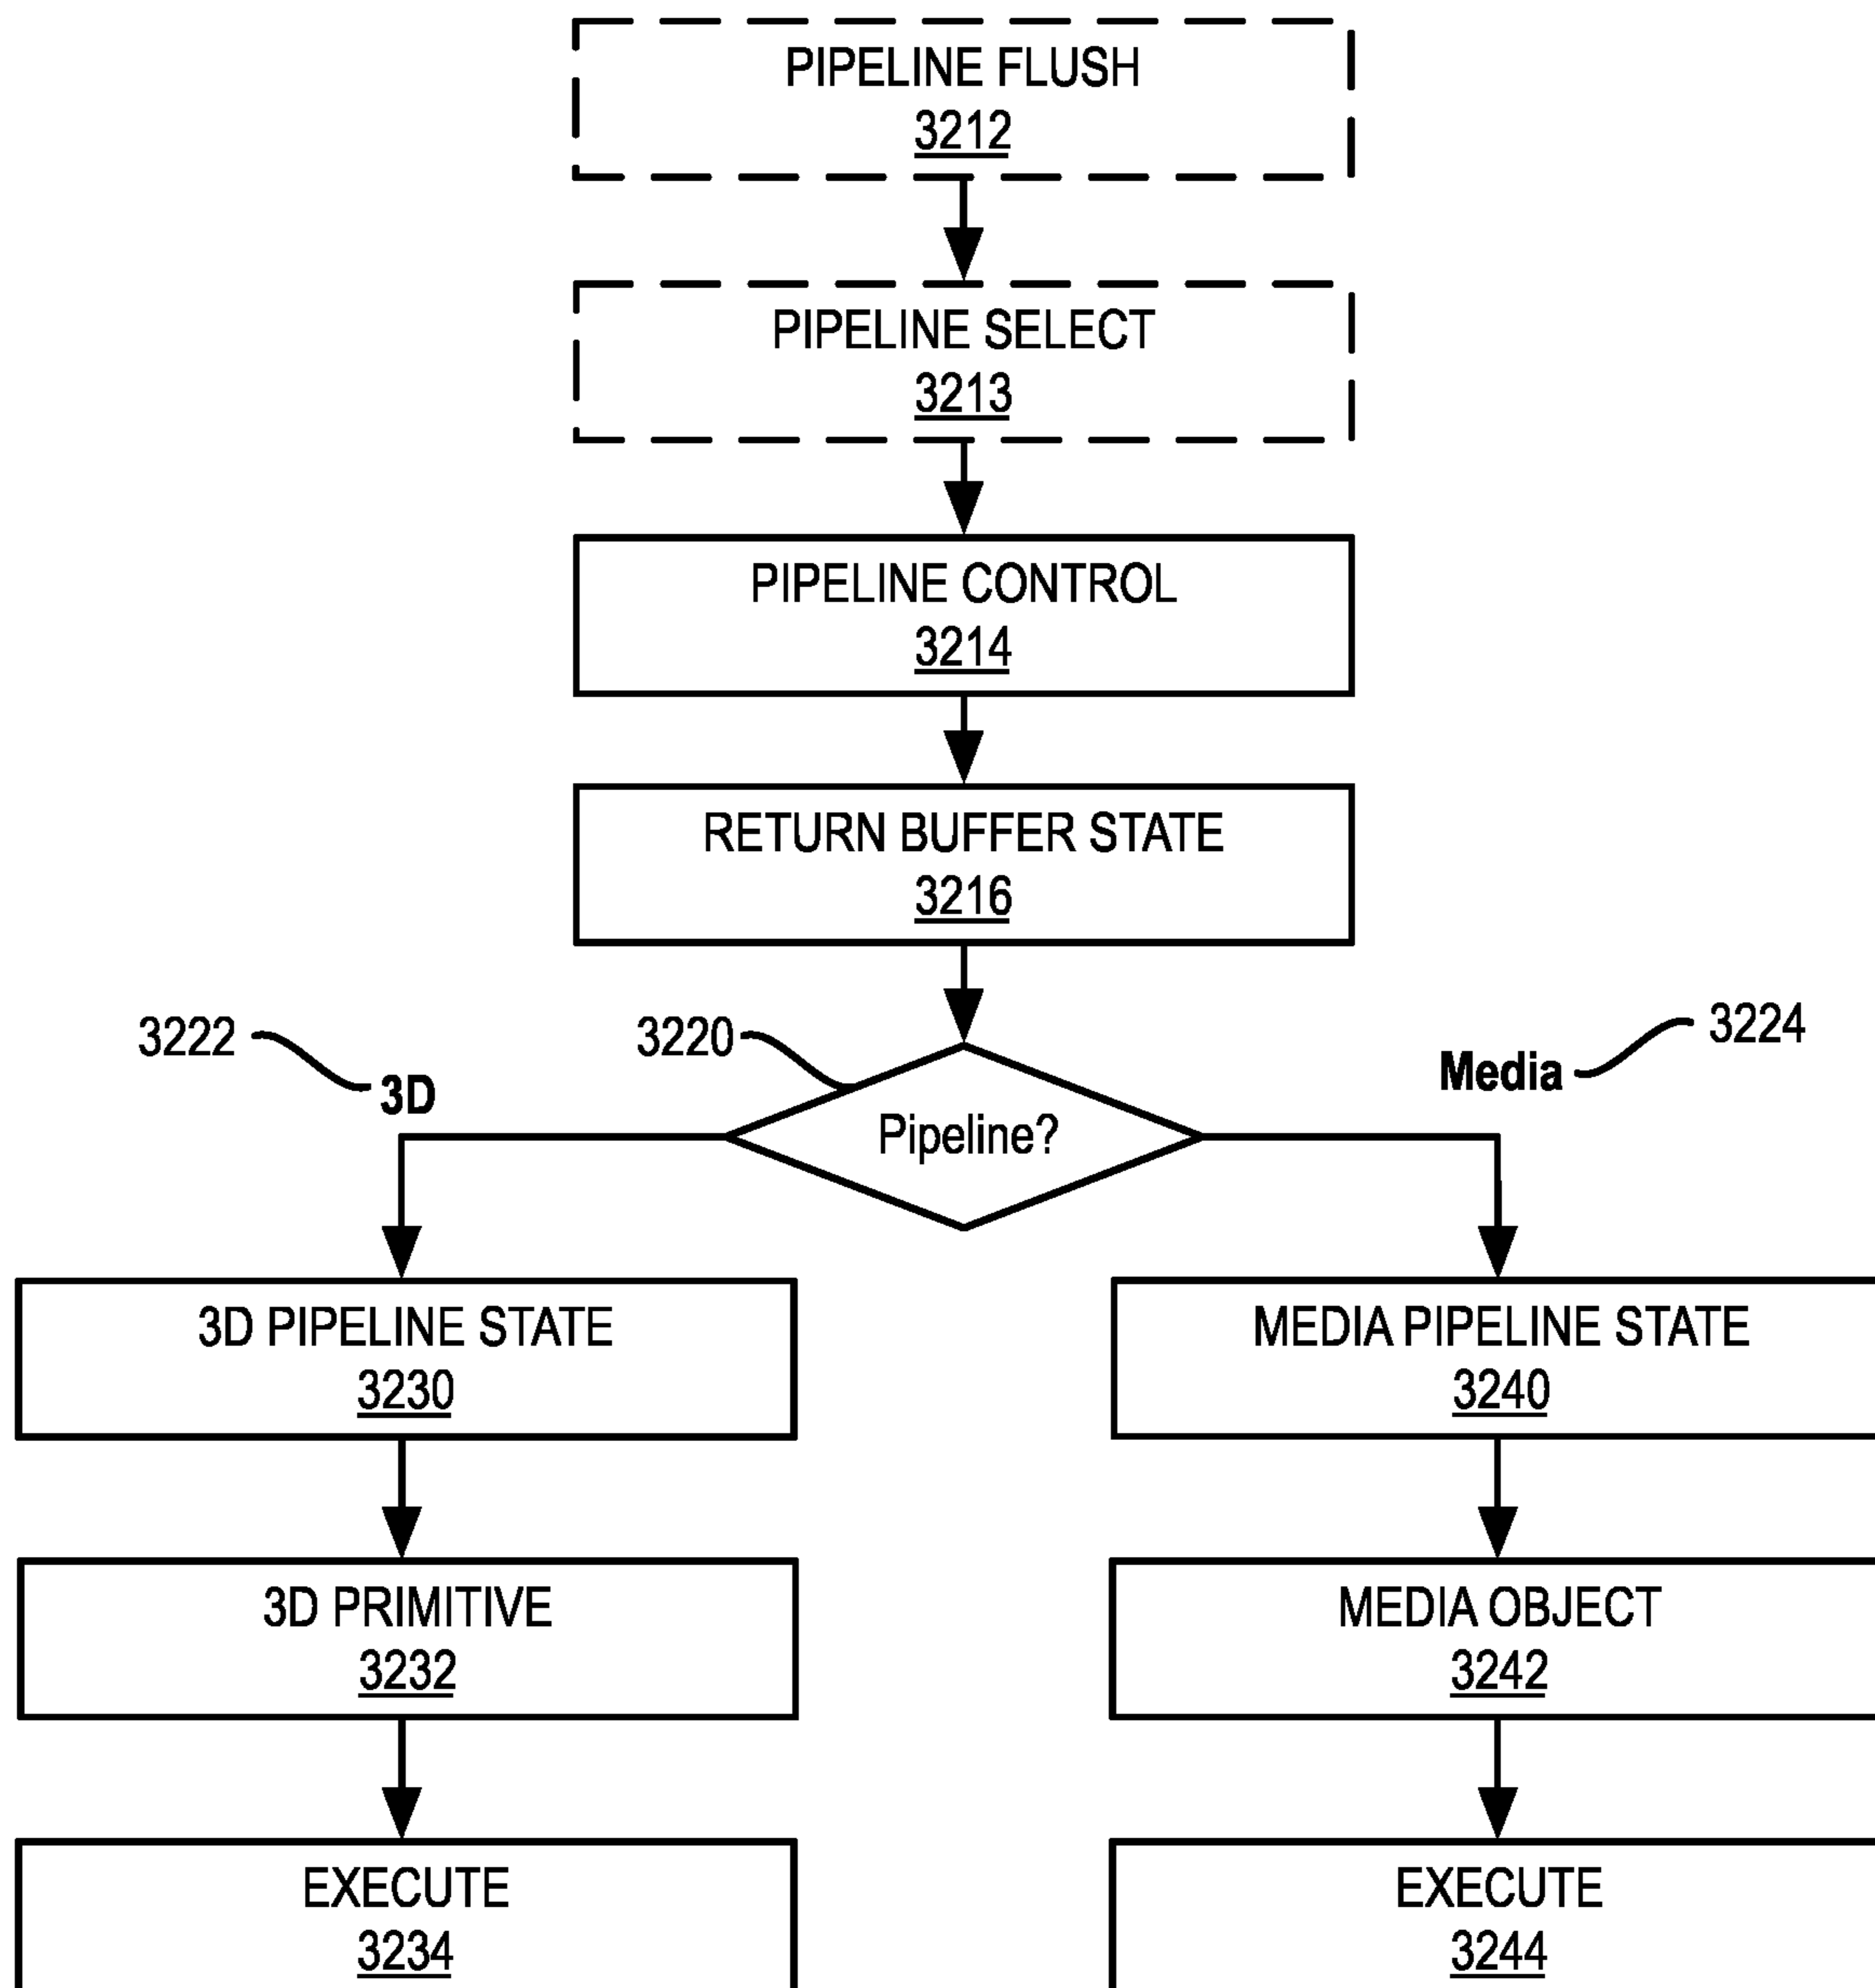 PIPELINE FLUSH
3212
PIPELINE SELECT
3213
PIPELINE CONTROL
3214
RETURN BUFFER STATE
3216
3222
3220
3224
3D
Media
Pipeline?
3D PIPELINE STATE
3230
MEDIA PIPELINE STATE
3240
3D PRIMITIVE
3232
MEDIA OBJECT
3242
EXECUTE
3234
EXECUTE
3244